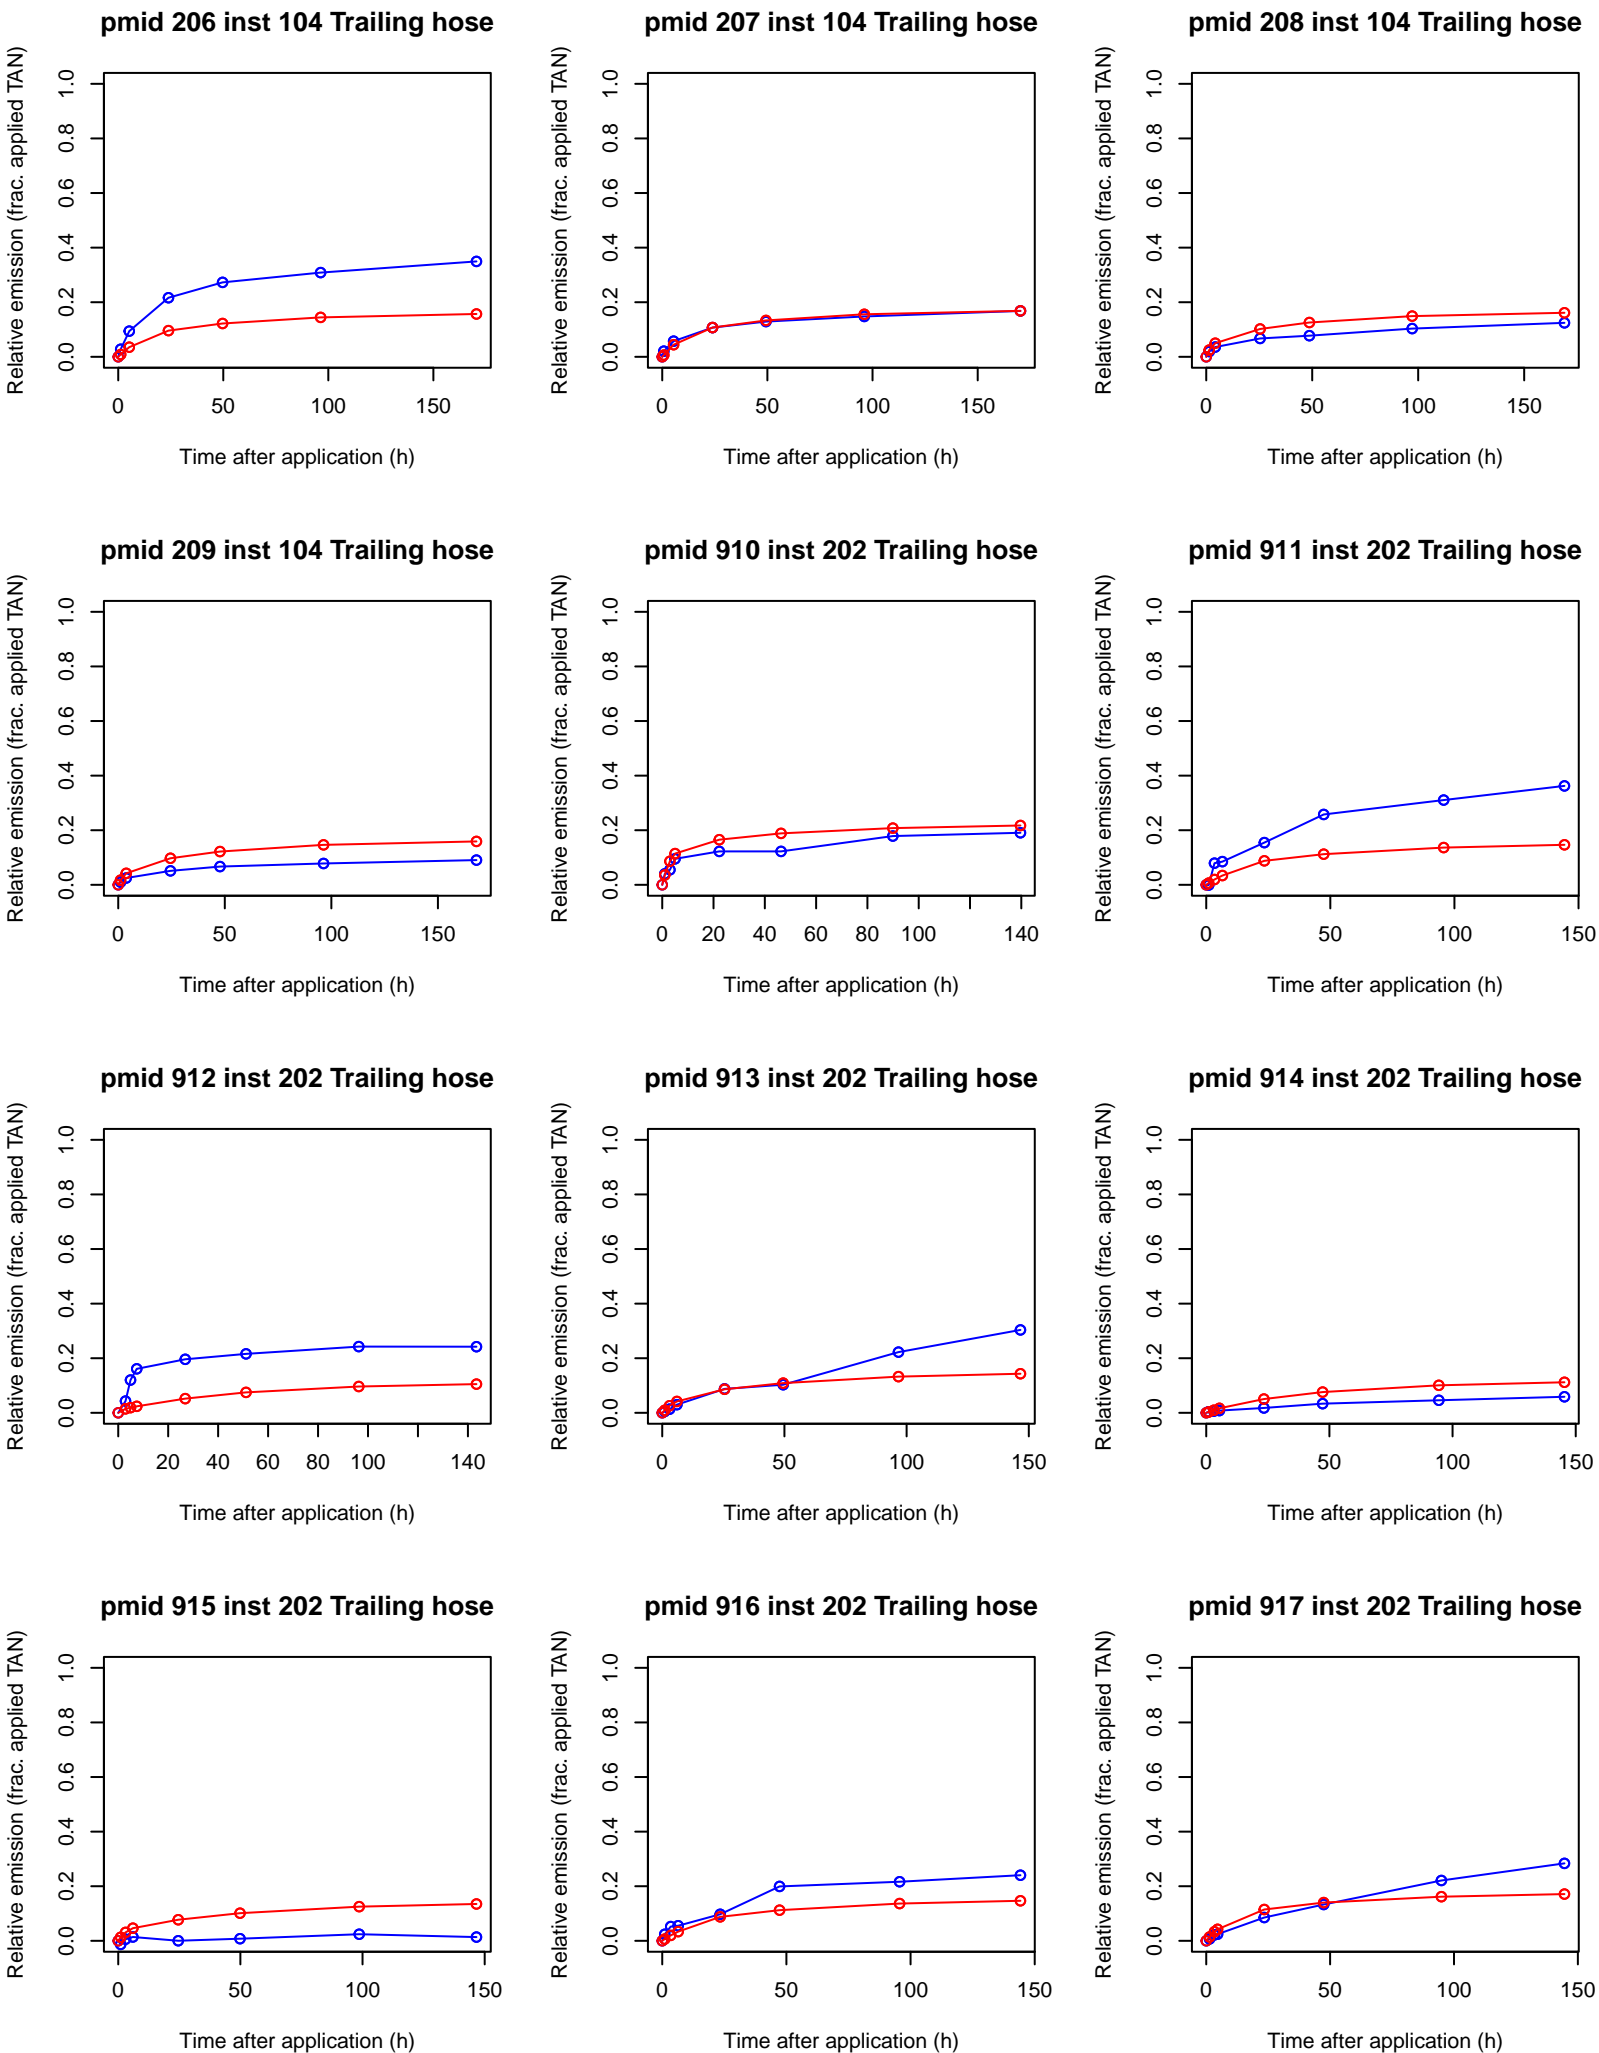 pmid 206 inst 104 Trailing hose
Relative emission (frac. applied TAN)
1.0
0.8
0.6
0.4
0.2
0.0
0 50 100 150
Time after application (h)
pmid 207 inst 104 Trailing hose
Relative emission (frac. applied TAN)
1.0
0.8
0.6
0.4
0.2
0.0
0 50 100 150
Time after application (h)
pmid 208 inst 104 Trailing hose
Relative emission (frac. applied TAN)
1.0
0.8
0.6
0.4
0.2
0.0
0 50 100 150
Time after application (h)
pmid 209 inst 104 Trailing hose
Relative emission (frac. applied TAN)
1.0
0.8
0.6
0.4
0.2
0.0
0 50 100 150
Time after application (h)
pmid 910 inst 202 Trailing hose
Relative emission (frac. applied TAN)
1.0
0.8
0.6
0.4
0.2
0.0
0 20 40 60 80 100 140
Time after application (h)
pmid 911 inst 202 Trailing hose
Relative emission (frac. applied TAN)
1.0
0.8
0.6
0.4
0.2
0.0
0 50 100 150
Time after application (h)
pmid 912 inst 202 Trailing hose
Relative emission (frac. applied TAN)
1.0
0.8
0.6
0.4
0.2
0.0
0 20 40 60 80 100 140
Time after application (h)
pmid 913 inst 202 Trailing hose
Relative emission (frac. applied TAN)
1.0
0.8
0.6
0.4
0.2
0.0
0 50 100 150
Time after application (h)
pmid 914 inst 202 Trailing hose
Relative emission (frac. applied TAN)
1.0
0.8
0.6
0.4
0.2
0.0
0 50 100 150
Time after application (h)
pmid 915 inst 202 Trailing hose
Relative emission (frac. applied TAN)
1.0
0.8
0.6
0.4
0.2
0.0
0 50 100 150
Time after application (h)
pmid 916 inst 202 Trailing hose
Relative emission (frac. applied TAN)
1.0
0.8
0.6
0.4
0.2
0.0
0 50 100 150
Time after application (h)
pmid 917 inst 202 Trailing hose
Relative emission (frac. applied TAN)
1.0
0.8
0.6
0.4
0.2
0.0
0 50 100 150
Time after application (h)